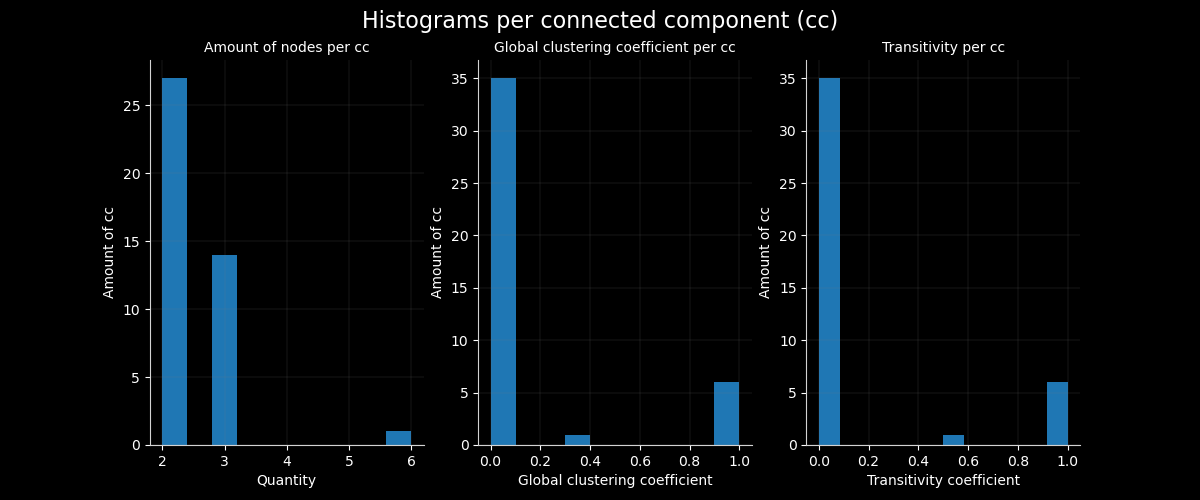 Histograms per connected component (cc)
Amount of nodes per cc
Global clustering coefficient per cc
Transitivity per cc
Amount of cc
25
20
15
10
5
0
2 3 4 5 6
Quantity
Amount of cc
35
30
25
20
15
10
5
0
0.0 0.2 0.4 0.6 0.8 1.0
Global clustering coefficient
Amount of cc
35
30
25
20
15
10
5
0
0.0 0.2 0.4 0.6 0.8 1.0
Transitivity coefficient